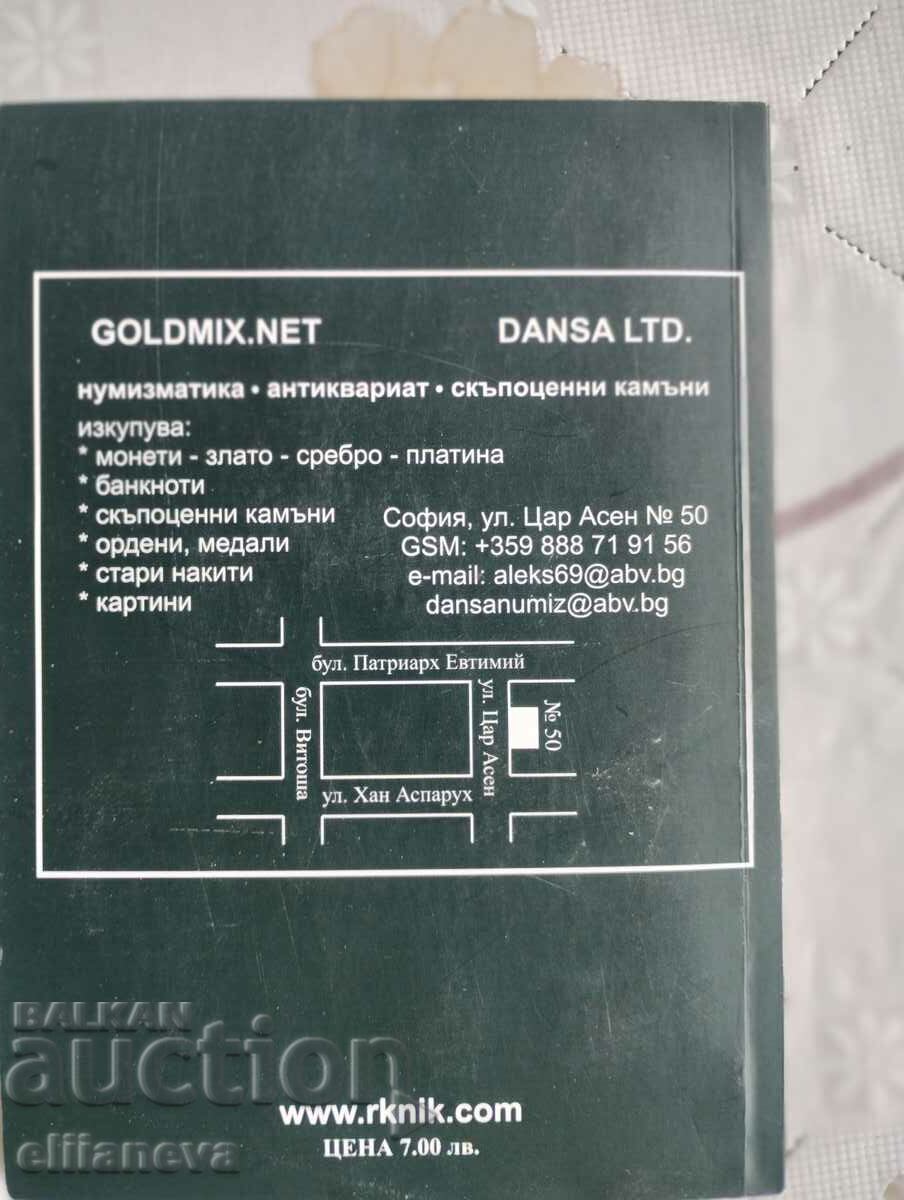 GOLDMIX.NET DANSA LTD.
нумизматика • антиквариат • скъпоценни камъни
изкупува:
* монети - злато - сребро - платина
* банкноти
* скъпоценни камъни
* ордени, медали
* стари накити
* картини
София, ул. Цар Асен № 50
GSM: +359 888 71 91 56
e-mail: aleks69@abv.bg
dansanumiz@abv.bg
бул. Патриарх Евтимий
бул. Витоша
ул. Цар Асен
№ 50
ул. Хан Аспарух
BALKAN
auction
www.rknik.com
ЦЕНА 7.00 лв.
eliianeva